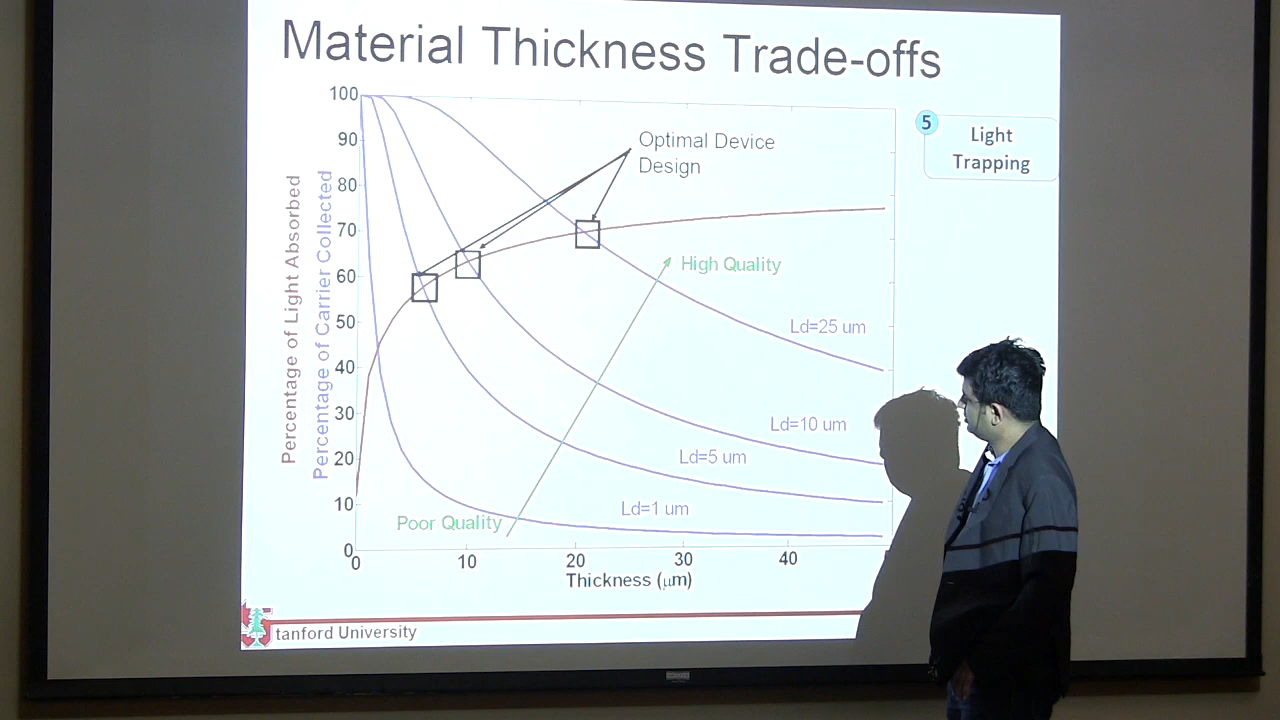 Material Thickness Trade-offs
5
Light
Trapping
Optimal Device
Design
Percentage of Light Absorbed
Percentage of Carrier Collected
100
90
80
70
60
50
40
30
20
10
0
High Quality
Ld=25 um
Ld=10 um
Ld=5 um
Ld=1 um
Poor Quality
0
10
20
30
40
Thickness (μm)
tanford University